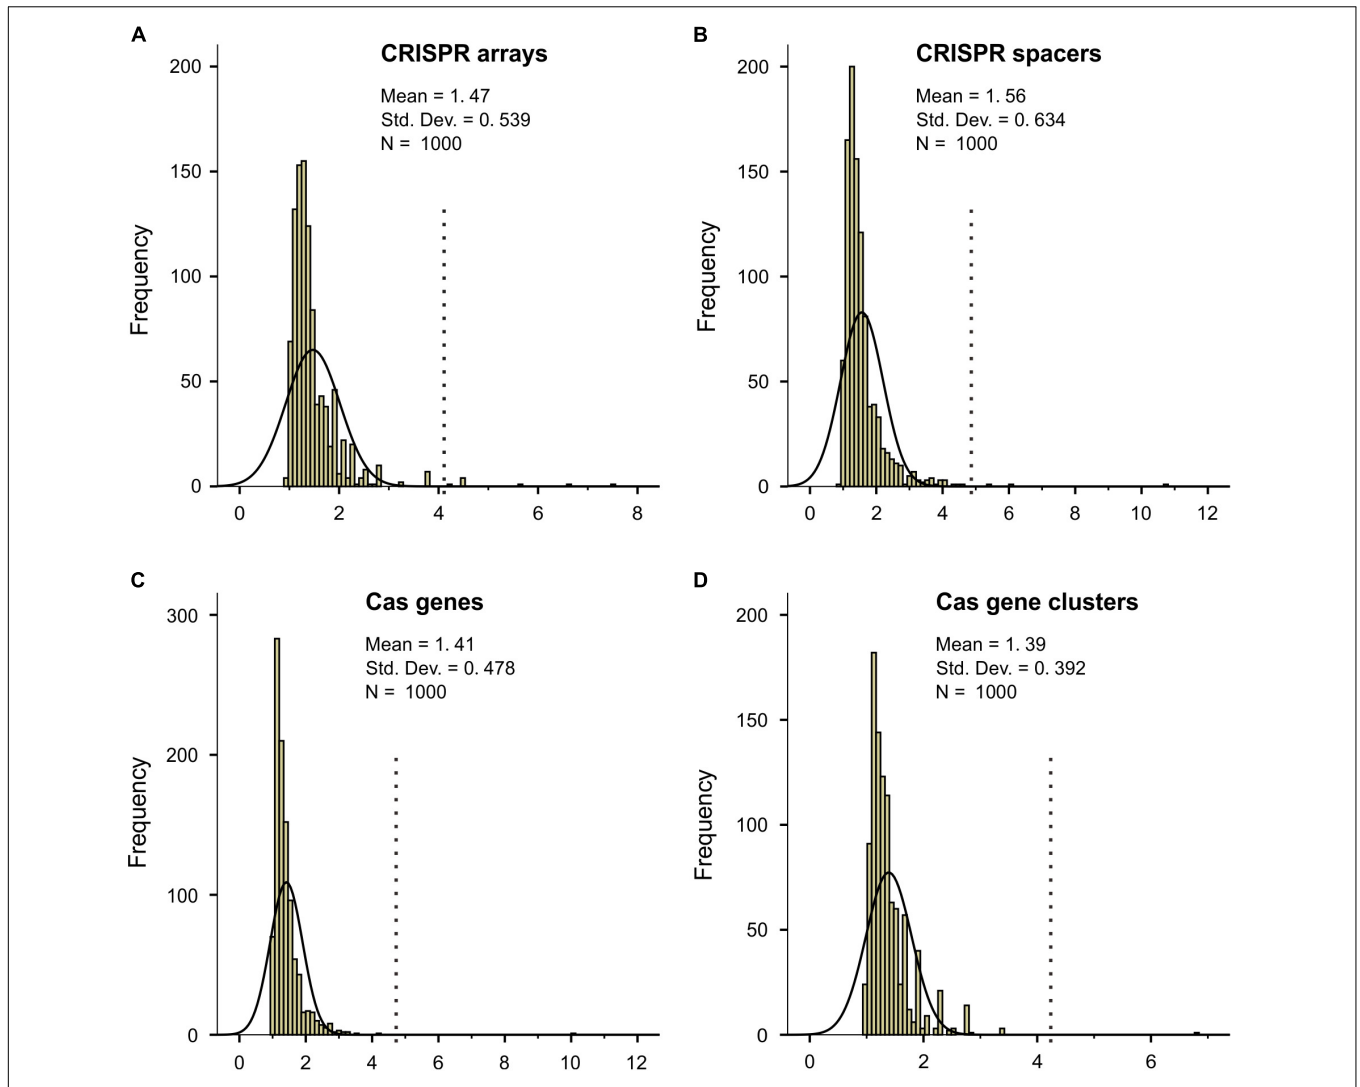 A
CRISPR arrays
Mean = 1. 47
Std. Dev. = 0. 539
N = 1000
Frequency
200
150
100
50
0
0 2 4 6 8
B
CRISPR spacers
Mean = 1. 56
Std. Dev. = 0. 634
N = 1000
Frequency
200
150
100
50
0
0 2 4 6 8 10 12
C
Cas genes
Mean = 1. 41
Std. Dev. = 0. 478
N = 1000
Frequency
300
200
100
0
0 2 4 6 8 10 12
D
Cas gene clusters
Mean = 1. 39
Std. Dev. = 0. 392
N = 1000
Frequency
200
150
100
50
0
0 2 4 6